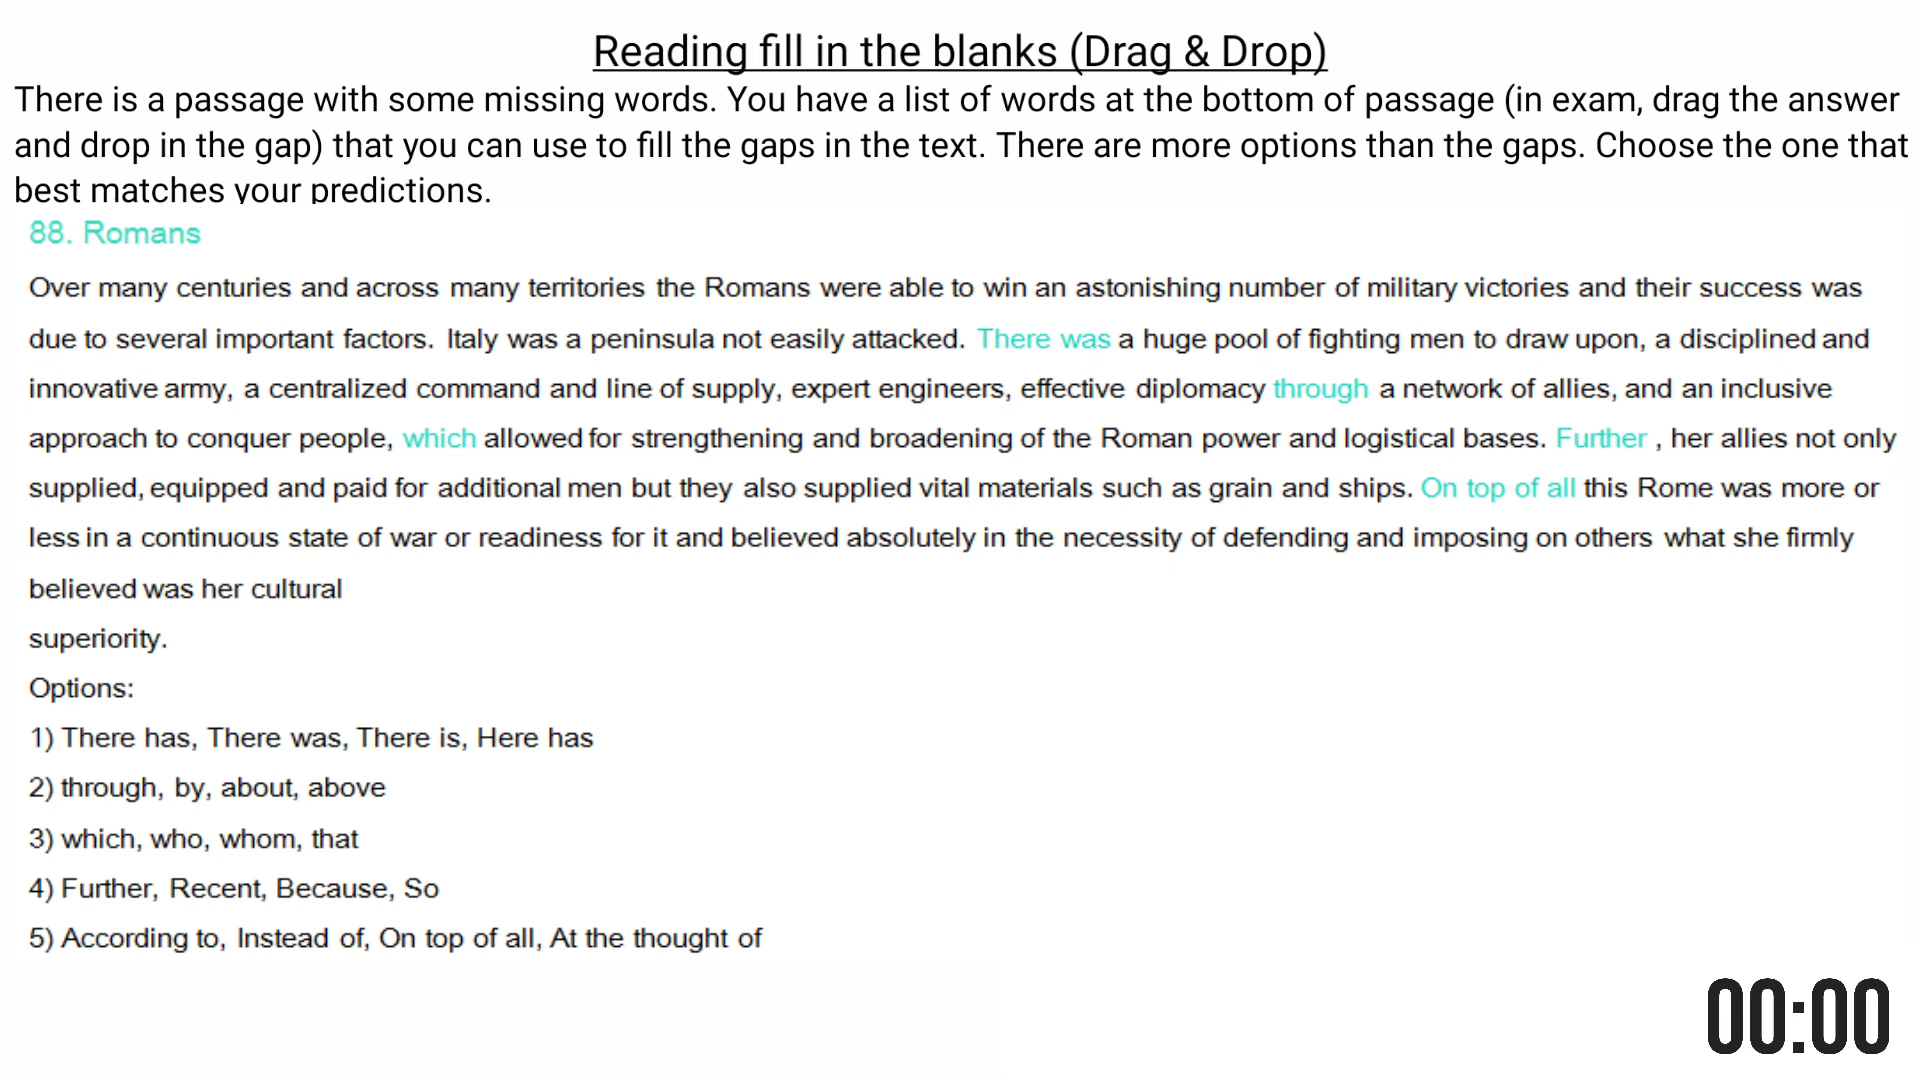 Reading fill in the blanks (Drag & Drop)
There is a passage with some missing words. You have a list of words at the bottom of passage (in exam, drag the answer
and drop in the gap) that you can use to fill the gaps in the text. There are more options than the gaps. Choose the one that
best matches your predictions.
88. Romans
Over many centuries and across many territories the Romans were able to win an astonishing number of military victories and their success was
due to several important factors. Italy was a peninsula not easily attacked. There was a huge pool of fighting men to draw upon, a disciplined and
innovative army, a centralized command and line of supply, expert engineers, effective diplomacy through a network of allies, and an inclusive
approach to conquer people, which allowed for strengthening and broadening of the Roman power and logistical bases. Further , her allies not only
supplied, equipped and paid for additional men but they also supplied vital materials such as grain and ships. On top of all this Rome was more or
less in a continuous state of war or readiness for it and believed absolutely in the necessity of defending and imposing on others what she firmly
believed was her cultural
superiority.
Options:
1) There has, There was, There is, Here has
2) through, by, about, above
3) which, who, whom, that
4) Further, Recent, Because, So
5) According to, Instead of, On top of all, At the thought of
00:00